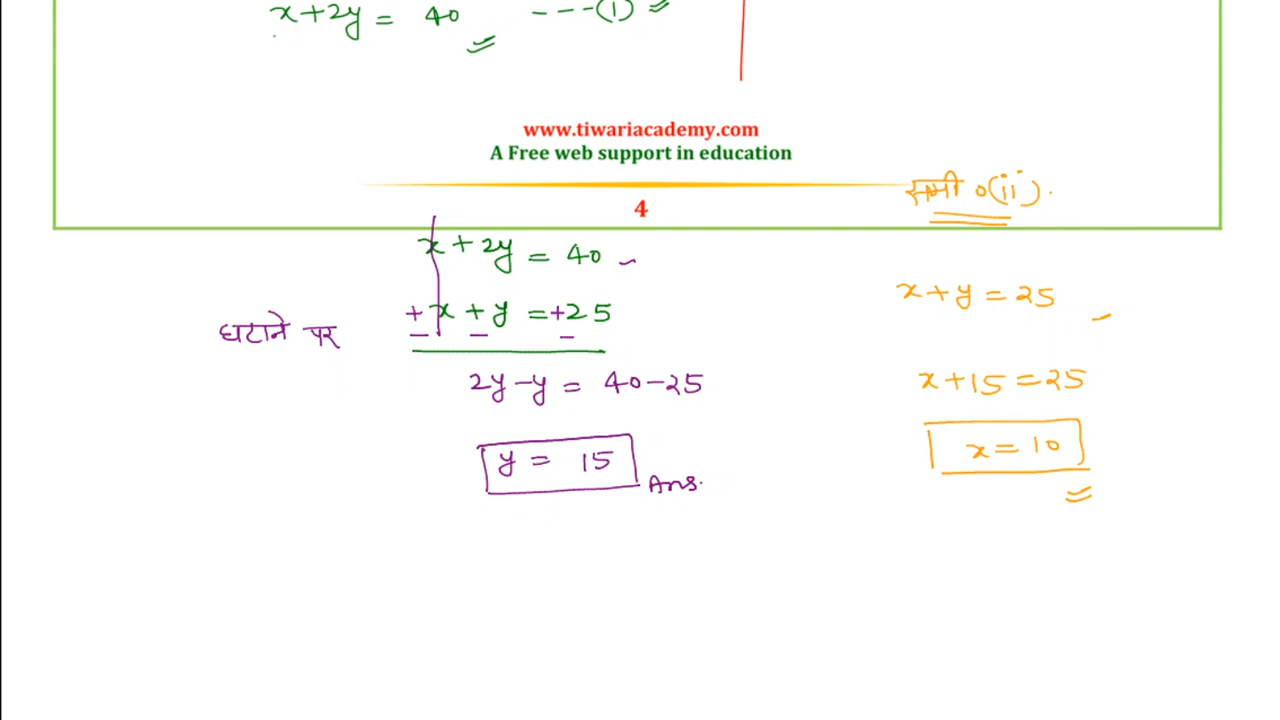 x+2y = 40 ---(1)
www.tiwariacademy.com
A Free web support in education
4
समी०(ii).
x+2y = 40
+x +y =+25
- - -
घटाने पर
2y-y = 40-25
y = 15
Ans.
x+y=25
x+15=25
x=10